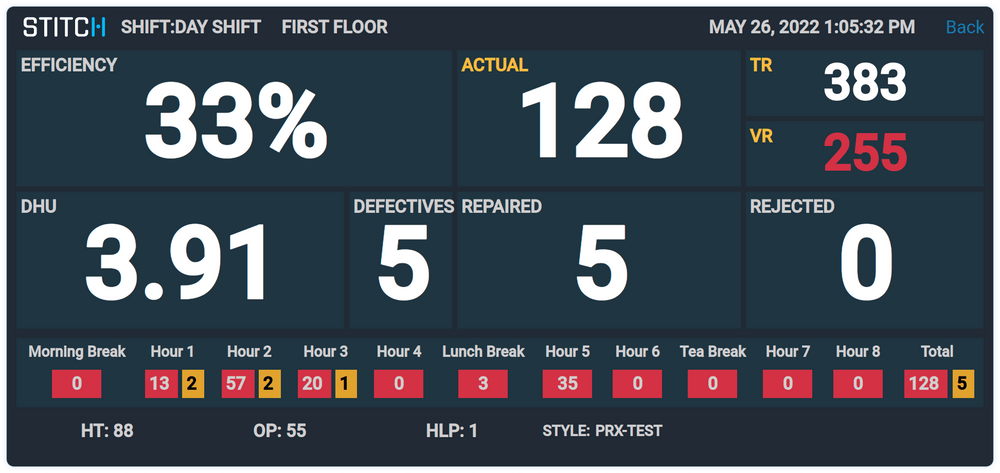 STITCH SHIFT:DAY SHIFT FIRST FLOOR MAY 26, 2022 1:05:32 PM Back
EFFICIENCY ACTUAL TR
33% 128 383
VR
255
DHU DEFECTIVES REPAIRED REJECTED
3.91 5 5 0
Morning Break Hour 1 Hour 2 Hour 3 Hour 4 Lunch Break Hour 5 Hour 6 Tea Break Hour 7 Hour 8 Total
0 13 2 57 2 20 1 0 3 35 0 0 0 0 128 5
HT: 88 OP: 55 HLP: 1 STYLE: PRX-TEST